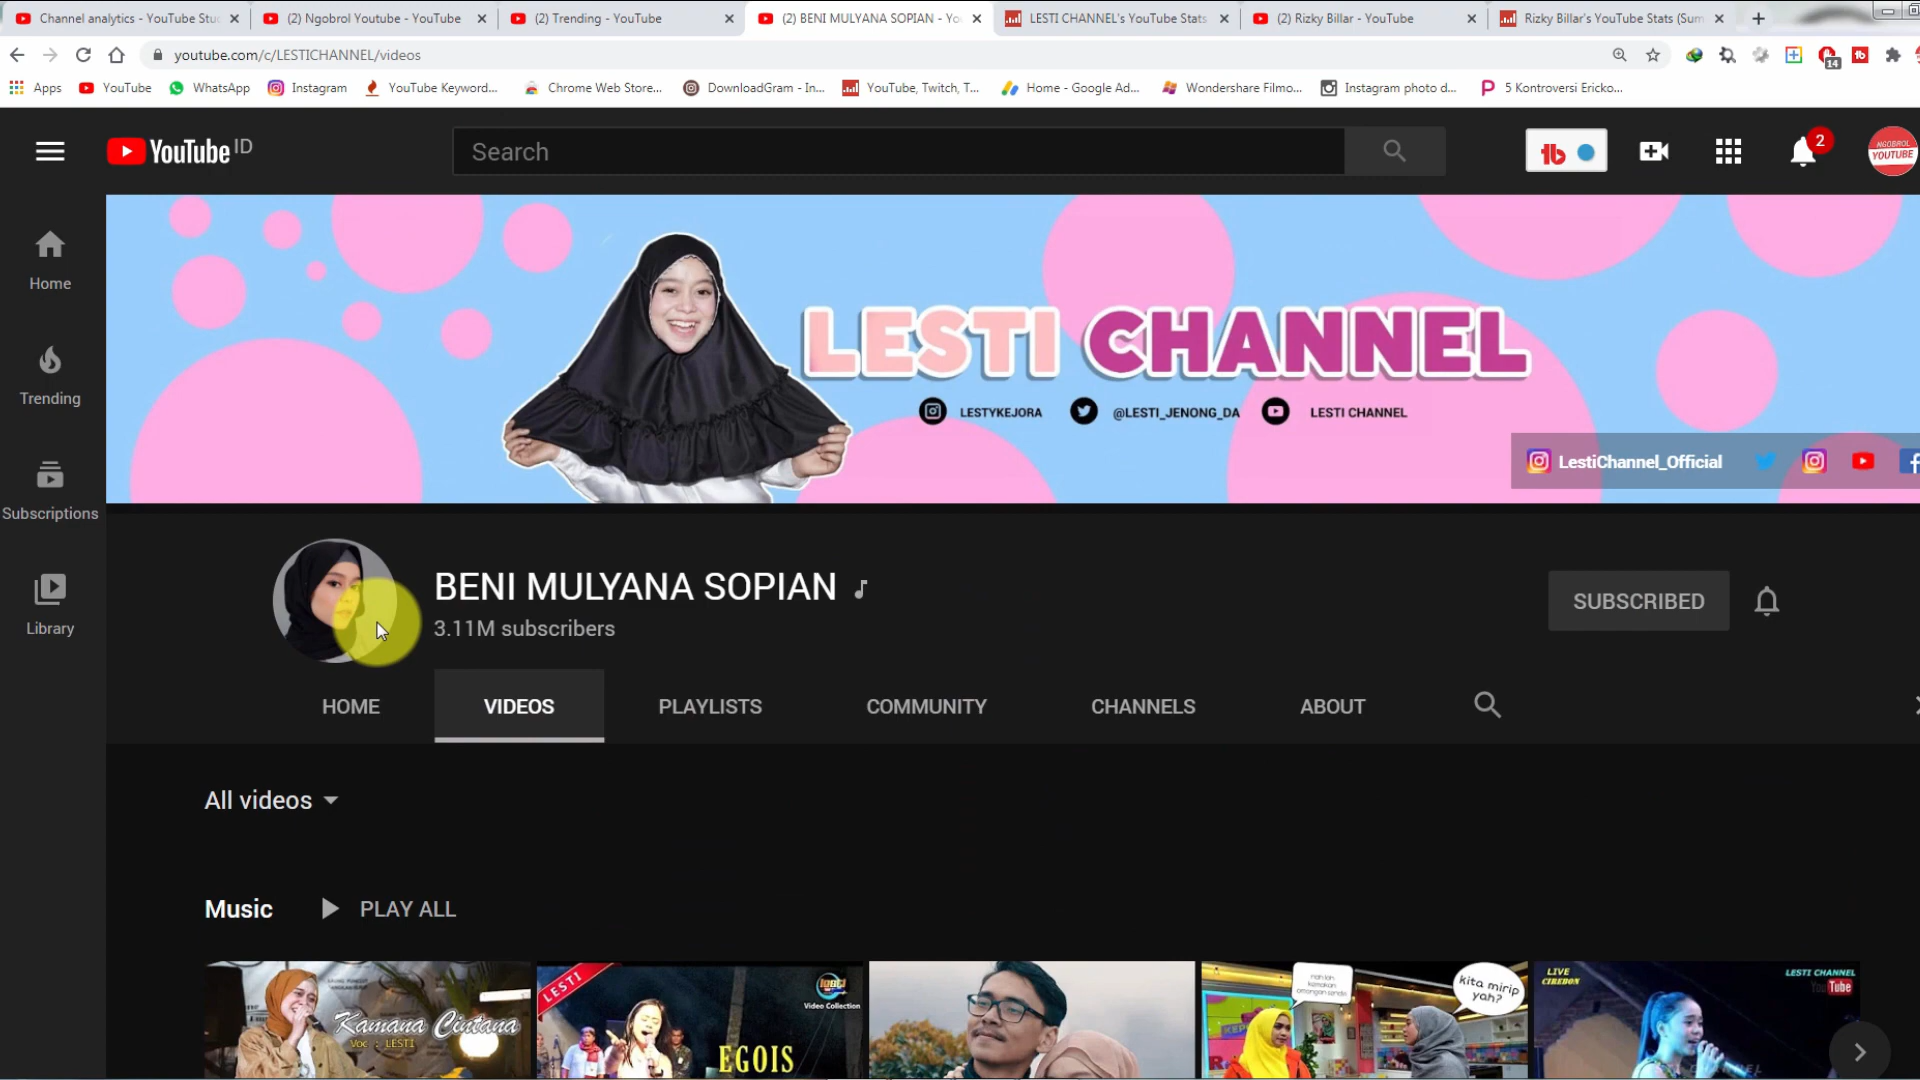 Channel analytics - YouTube Stu
(2) Ngobrol Youtube - YouTube
(2) Trending - YouTube
(2) BENI MULYANA SOPIAN - Yo
LESTI CHANNEL's YouTube Stats
(2) Rizky Billar - YouTube
Rizky Billar's YouTube Stats (Sum
youtube.com/c/LESTICHANNEL/videos
14
Apps
YouTube
WhatsApp
Instagram
YouTube Keyword...
Chrome Web Store...
DownloadGram - In...
YouTube, Twitch, T...
Home - Google Ad...
Wondershare Filmo...
Instagram photo d...
5 Kontroversi Ericko...
YouTube ID
Search
tb
2
NGOBROL
YOUTUBE
Home
Trending
Subscriptions
Library
LESTI CHANNEL
LESTYKEJORA
@LESTI_JENONG_DA
LESTI CHANNEL
LestiChannel_Official
BENI MULYANA SOPIAN
3.11M subscribers
SUBSCRIBED
HOME
VIDEOS
PLAYLISTS
COMMUNITY
CHANNELS
ABOUT
All videos
Music
PLAY ALL
Kamana Cintana
Voc : LESTI
LESTI
Video Collection
EGOIS
kita mirip
yah?
LIVE
CIREBON
LESTI CHANNEL
YouTube